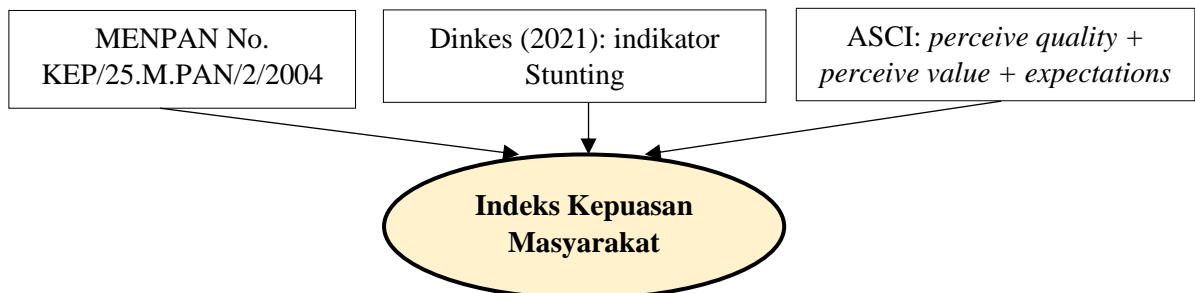 MENPAN No.
KEP/25.M.PAN/2/2004
Dinkes (2021): indikator
Stunting
ASCI: perceive quality +
perceive value + expectations
Indeks Kepuasan
Masyarakat